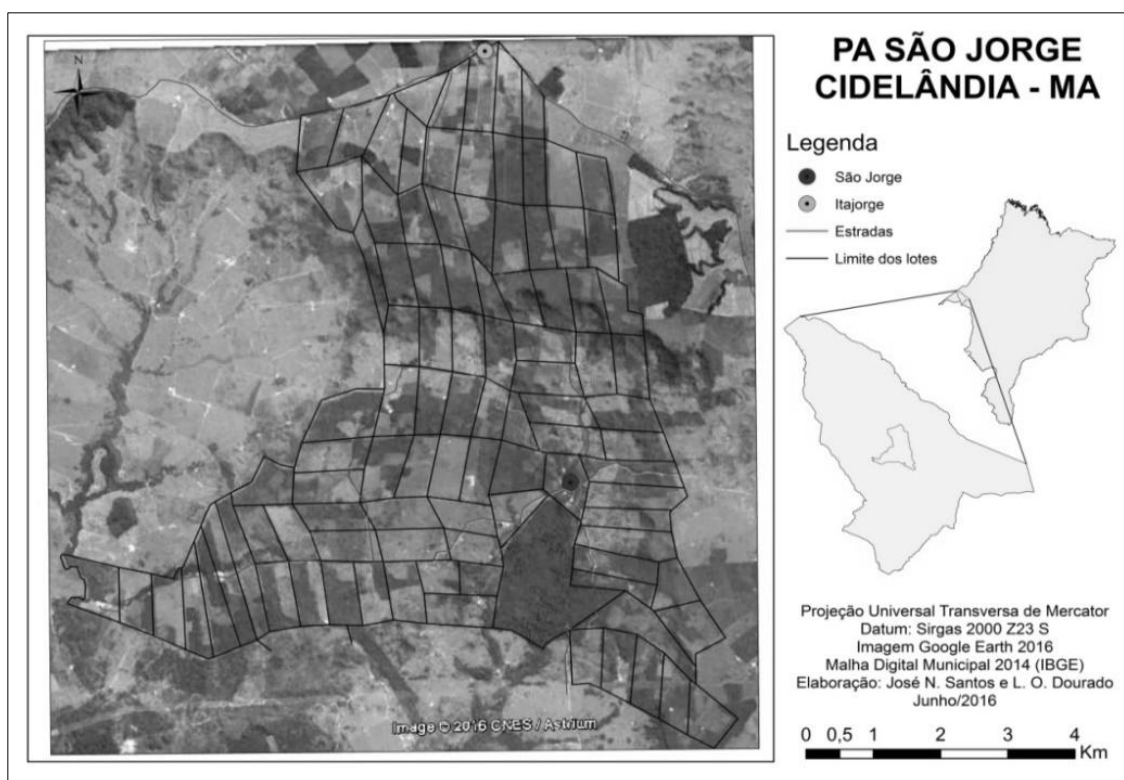 PA SÃO JORGE
CIDELÂNDIA - MA
N
Legenda
São Jorge
Itajorge
Estradas
Limite dos lotes
Projeção Universal Transversa de Mercator
Datum: Sirgas 2000 Z23 S
Imagem Google Earth 2016
Malha Digital Municipal 2014 (IBGE)
Elaboração: José N. Santos e L. O. Dourado
Junho/2016
0 0,5 1 2 3 4
Km
Image © 2016 CNES / Astrium